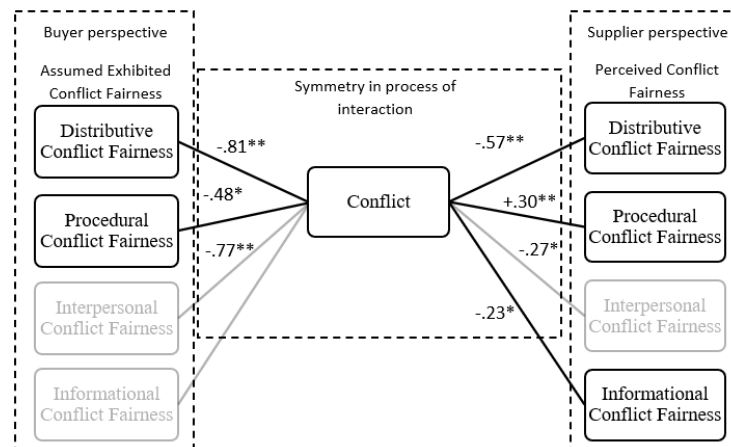 Buyer perspective
Assumed Exhibited
Conflict Fairness
Distributive
Conflict Fairness
Procedural
Conflict Fairness
Interpersonal
Conflict Fairness
Informational
Conflict Fairness
Symmetry in process of
interaction
-.81**
-.48*
-.77**
Conflict
-.57**
+.30**
-.27*
-.23*
Supplier perspective
Perceived Conflict
Fairness
Distributive
Conflict Fairness
Procedural
Conflict Fairness
Interpersonal
Conflict Fairness
Informational
Conflict Fairness